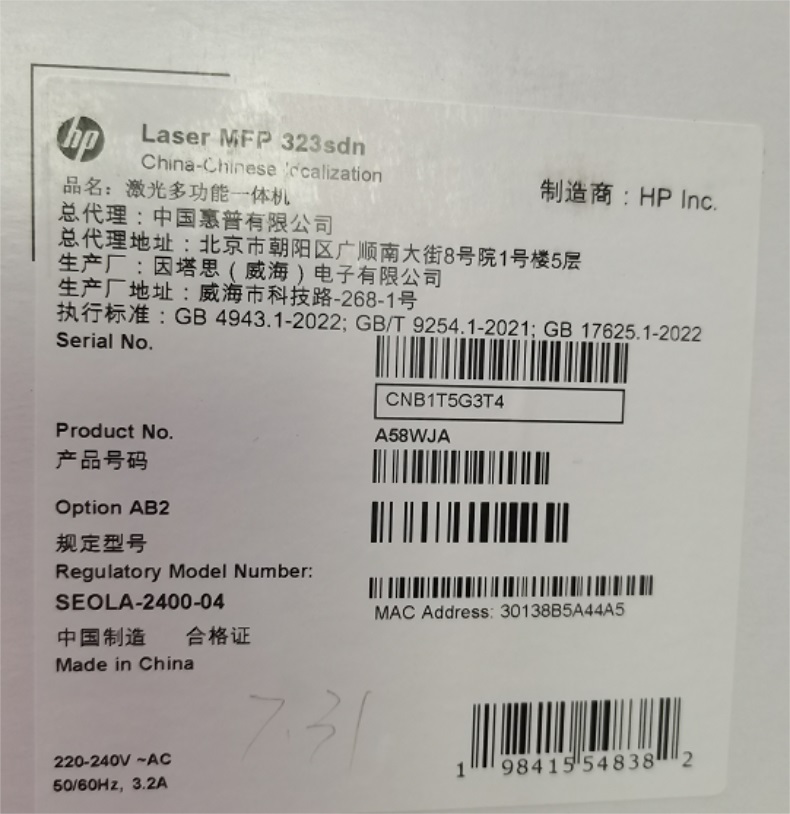 hp
Laser MFP 323sdn
China-Chinese localization
品名：激光多功能一体机
制造商：HP Inc.
总代理：中国惠普有限公司
总代理地址：北京市朝阳区广顺南大街8号院1号楼5层
生产厂：因塔思（威海）电子有限公司
生产厂地址：威海市科技路-268-1号
执行标准：GB 4943.1-2022; GB/T 9254.1-2021; GB 17625.1-2022
Serial No.
CNB1T5G3T4
Product No.
A58WJA
产品号码
Option AB2
规定型号
Regulatory Model Number:
SEOLA-2400-04
MAC Address: 30138B5A44A5
中国制造 合格证
Made in China
7.31
220-240V ~AC
50/60Hz, 3.2A
1 98415 54838 2